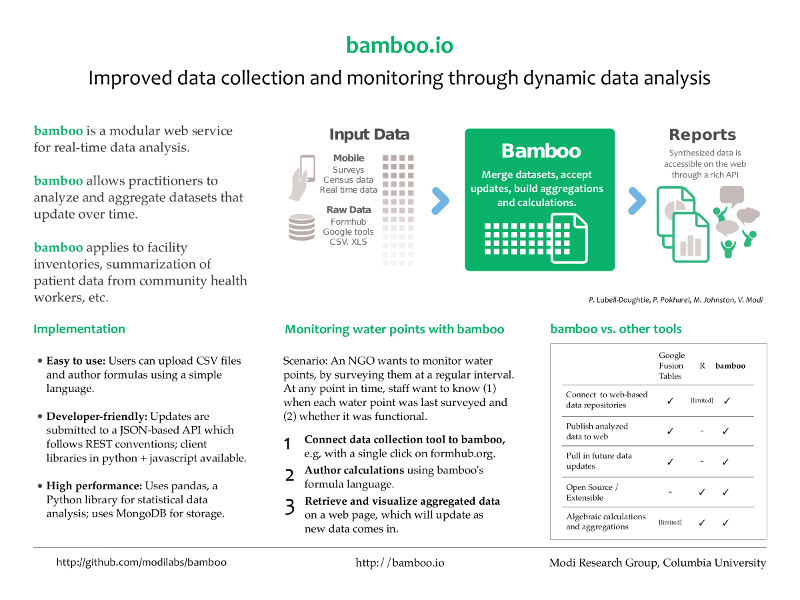 bamboo.io
Improved data collection and monitoring through dynamic data analysis
bamboo is a modular web service
for real-time data analysis.
bamboo allows practitioners to
analyze and aggregate datasets that
update over time.
bamboo applies to facility
inventories, summarization of
patient data from community health
workers, etc.
Input Data
Mobile
Surveys
Census data
Real time data
Raw Data
Formhub
Google tools
CSV, XLS
Bamboo
Merge datasets, accept
updates, build aggregations
and calculations.
Reports
Synthesized data is
accessible on the web
through a rich API
P. Lubell-Doughtie, P. Pokharel, M. Johnston, V. Modi
Implementation
• Easy to use: Users can upload CSV files
and author formulas using a simple
language.
• Developer-friendly: Updates are
submitted to a JSON-based API which
follows REST conventions; client
libraries in python + javascript available.
• High performance: Uses pandas, a
Python library for statistical data
analysis; uses MongoDB for storage.
Monitoring water points with bamboo
Scenario: An NGO wants to monitor water
points, by surveying them at a regular interval.
At any point in time, staff want to know (1)
when each water point was last surveyed and
(2) whether it was functional.
1 Connect data collection tool to bamboo,
e.g, with a single click on formhub.org.
2 Author calculations using bamboo's
formula language.
3 Retrieve and visualize aggregated data
on a web page, which will update as
new data comes in.
bamboo vs. other tools
Google
Fusion
Tables
R
bamboo
Connect to web-based
data repositories
✓ [limited] ✓
Publish analyzed
data to web
✓ - ✓
Pull in future data
updates
✓ - ✓
Open Source /
Extensible
- ✓ ✓
Algebraic calculations
and aggregations
[limited] ✓ ✓
http://github.com/modilabs/bamboo
http://bamboo.io
Modi Research Group, Columbia University